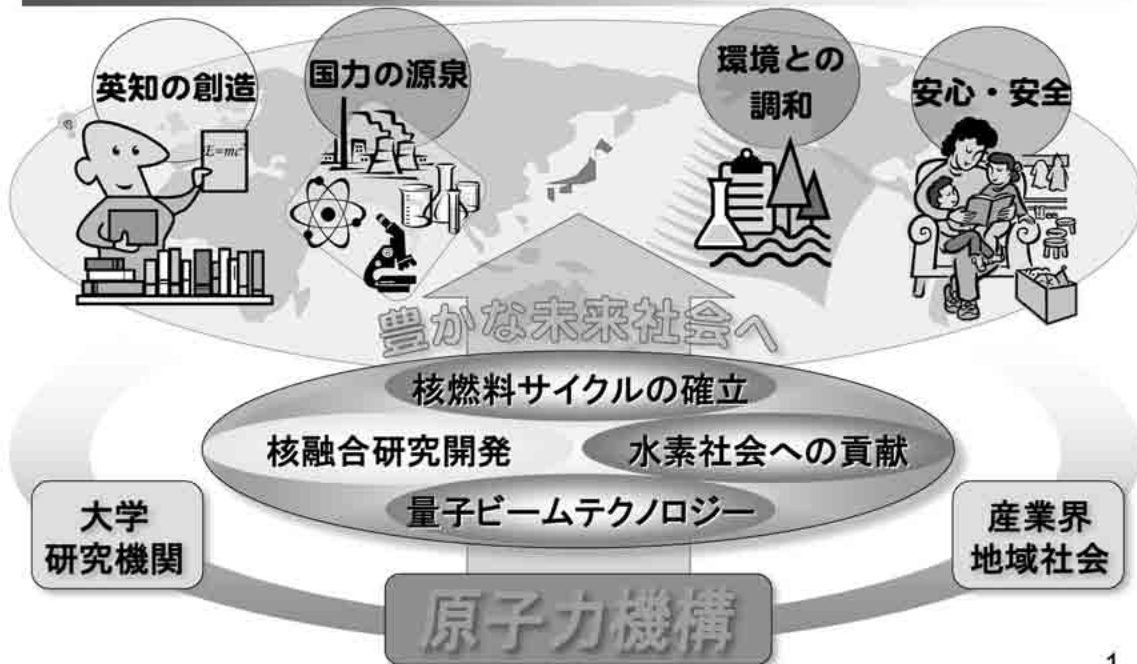 英知の創造
国力の源泉
環境との
調和
安心・安全
E=mc²
豊かな未来社会へ
核燃料サイクルの確立
核融合研究開発
水素社会への貢献
量子ビームテクノロジー
大学
研究機関
産業界
地域社会
原子力機構
1